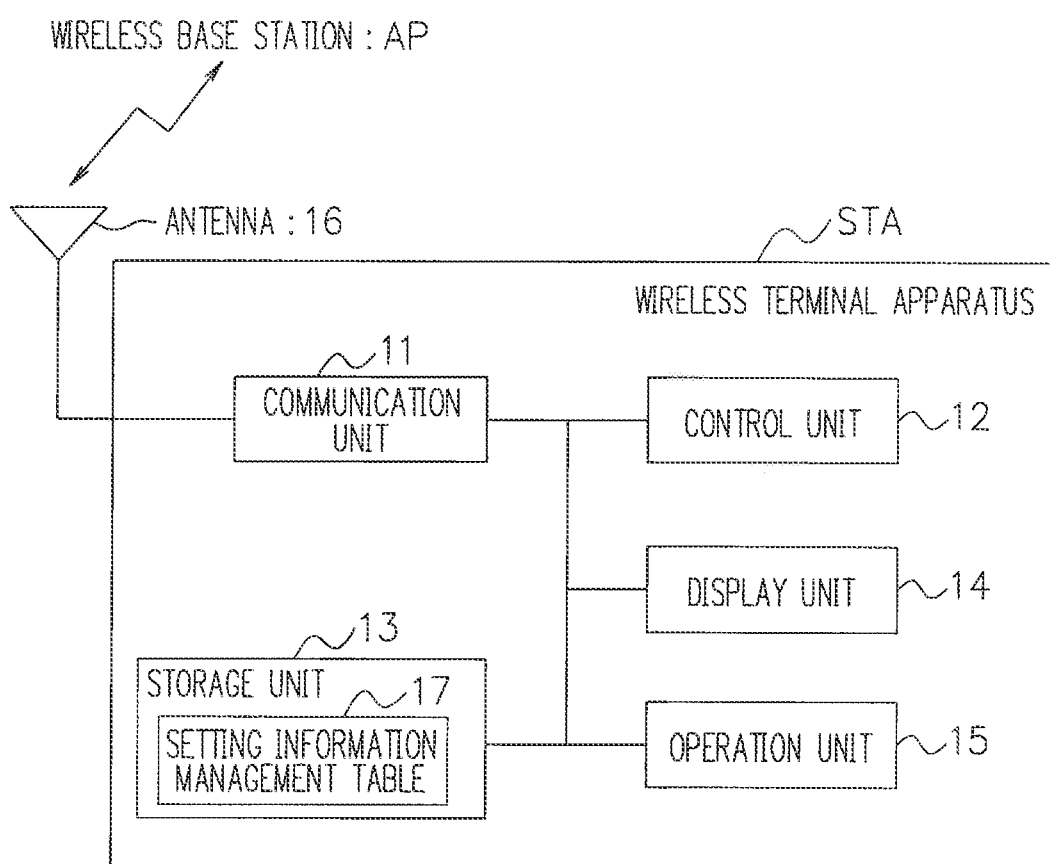 WIRELESS BASE STATION : AP
ANTENNA : 16
STA
WIRELESS TERMINAL APPARATUS
11
COMMUNICATION
UNIT
CONTROL UNIT
12
DISPLAY UNIT
14
13
STORAGE UNIT
17
SETTING INFORMATION
MANAGEMENT TABLE
OPERATION UNIT
15